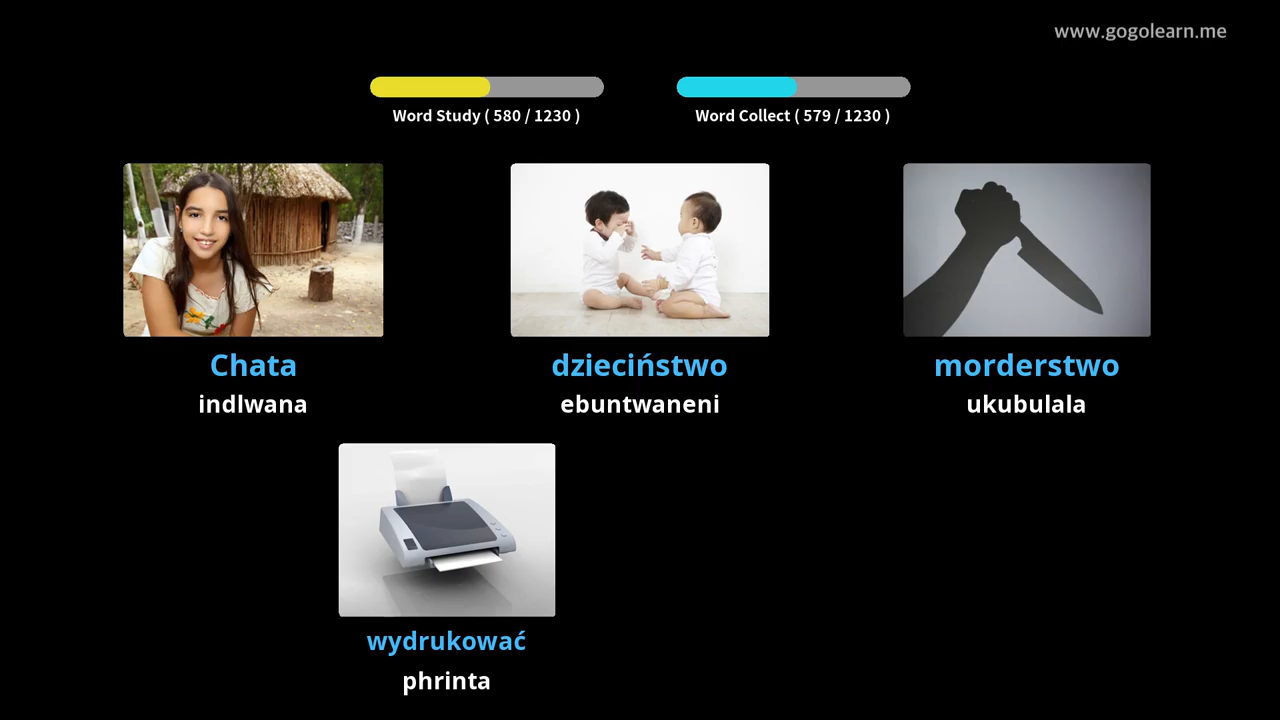 www.gogolearn.me
Word Study ( 580 / 1230 )
Word Collect ( 579 / 1230 )
Chata
indlwana
dzieciństwo
ebuntwaneni
morderstwo
ukubulala
wydrukować
phrinta